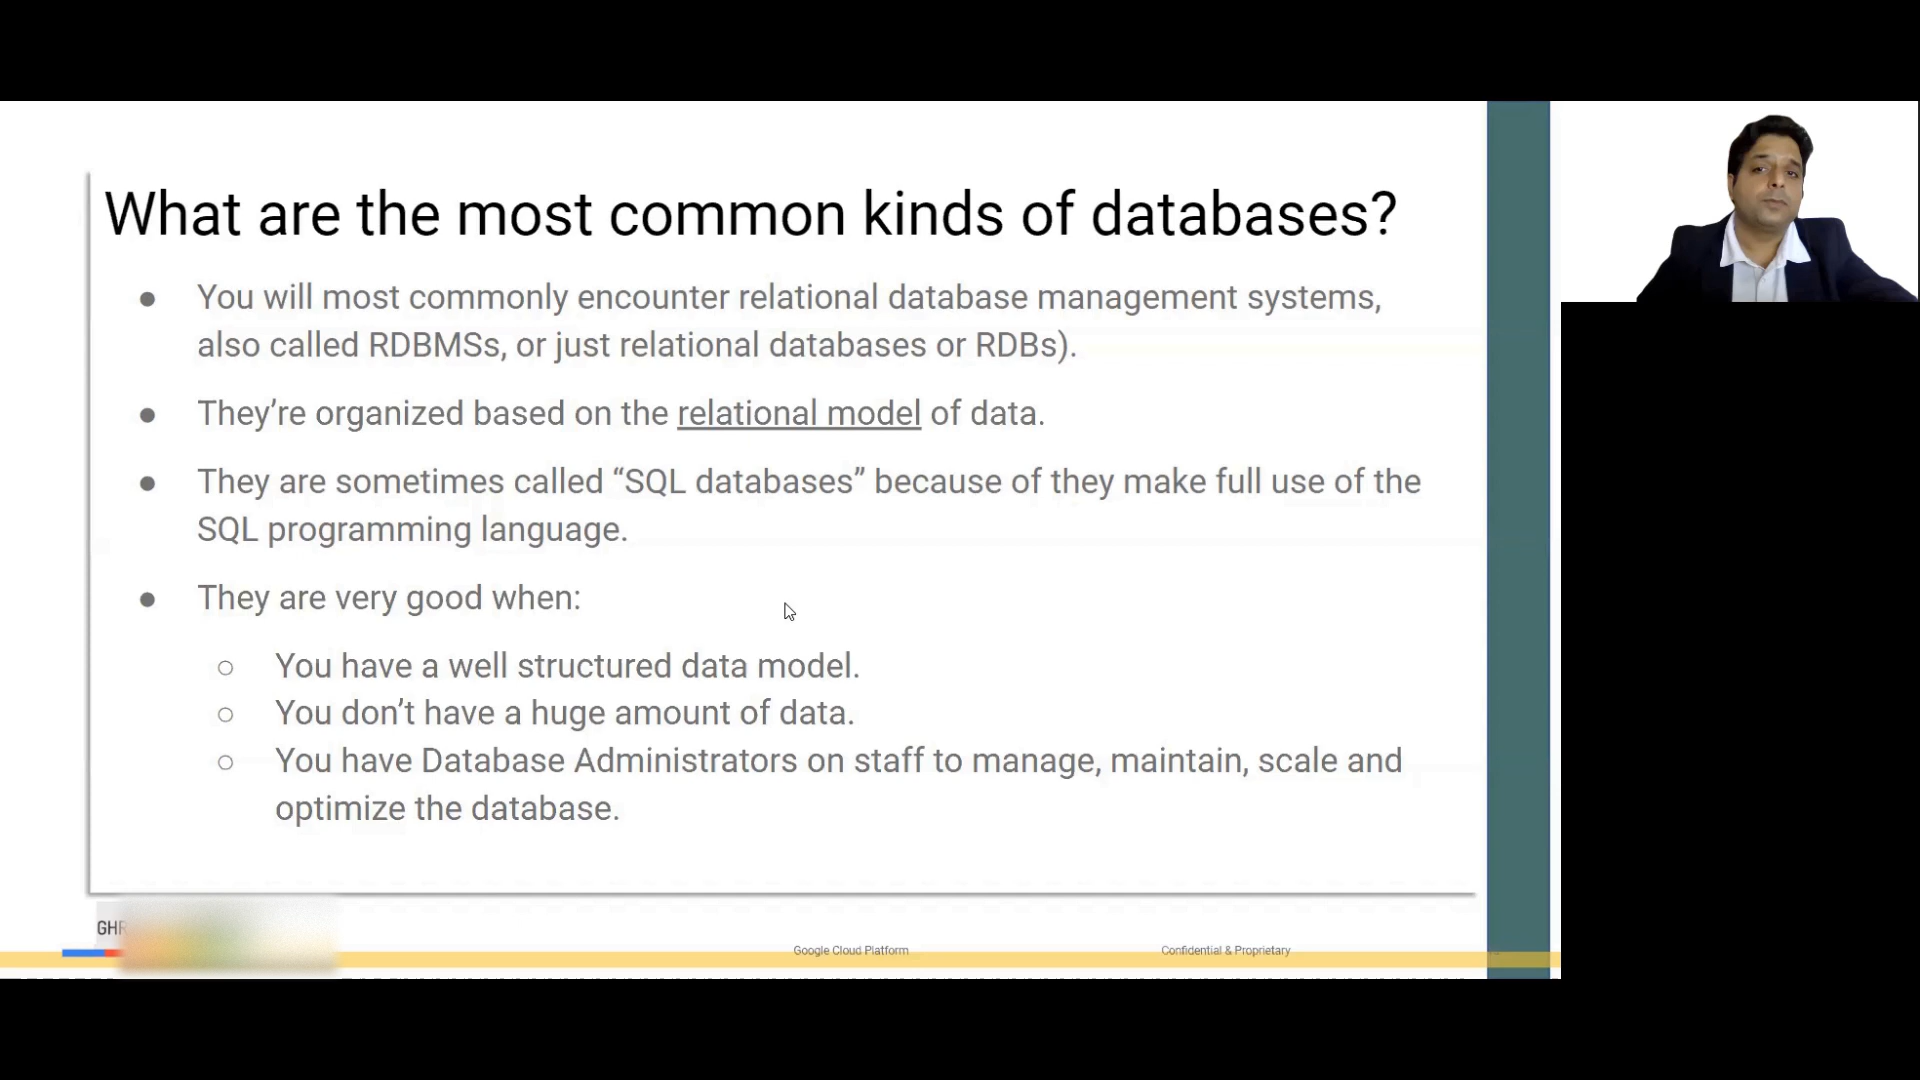 What are the most common kinds of databases?
● You will most commonly encounter relational database management systems,
also called RDBMSs, or just relational databases or RDBs).
● They’re organized based on the relational model of data.
● They are sometimes called “SQL databases” because of they make full use of the
SQL programming language.
● They are very good when:
○ You have a well structured data model.
○ You don’t have a huge amount of data.
○ You have Database Administrators on staff to manage, maintain, scale and
optimize the database.
Google Cloud Platform
Confidential & Proprietary